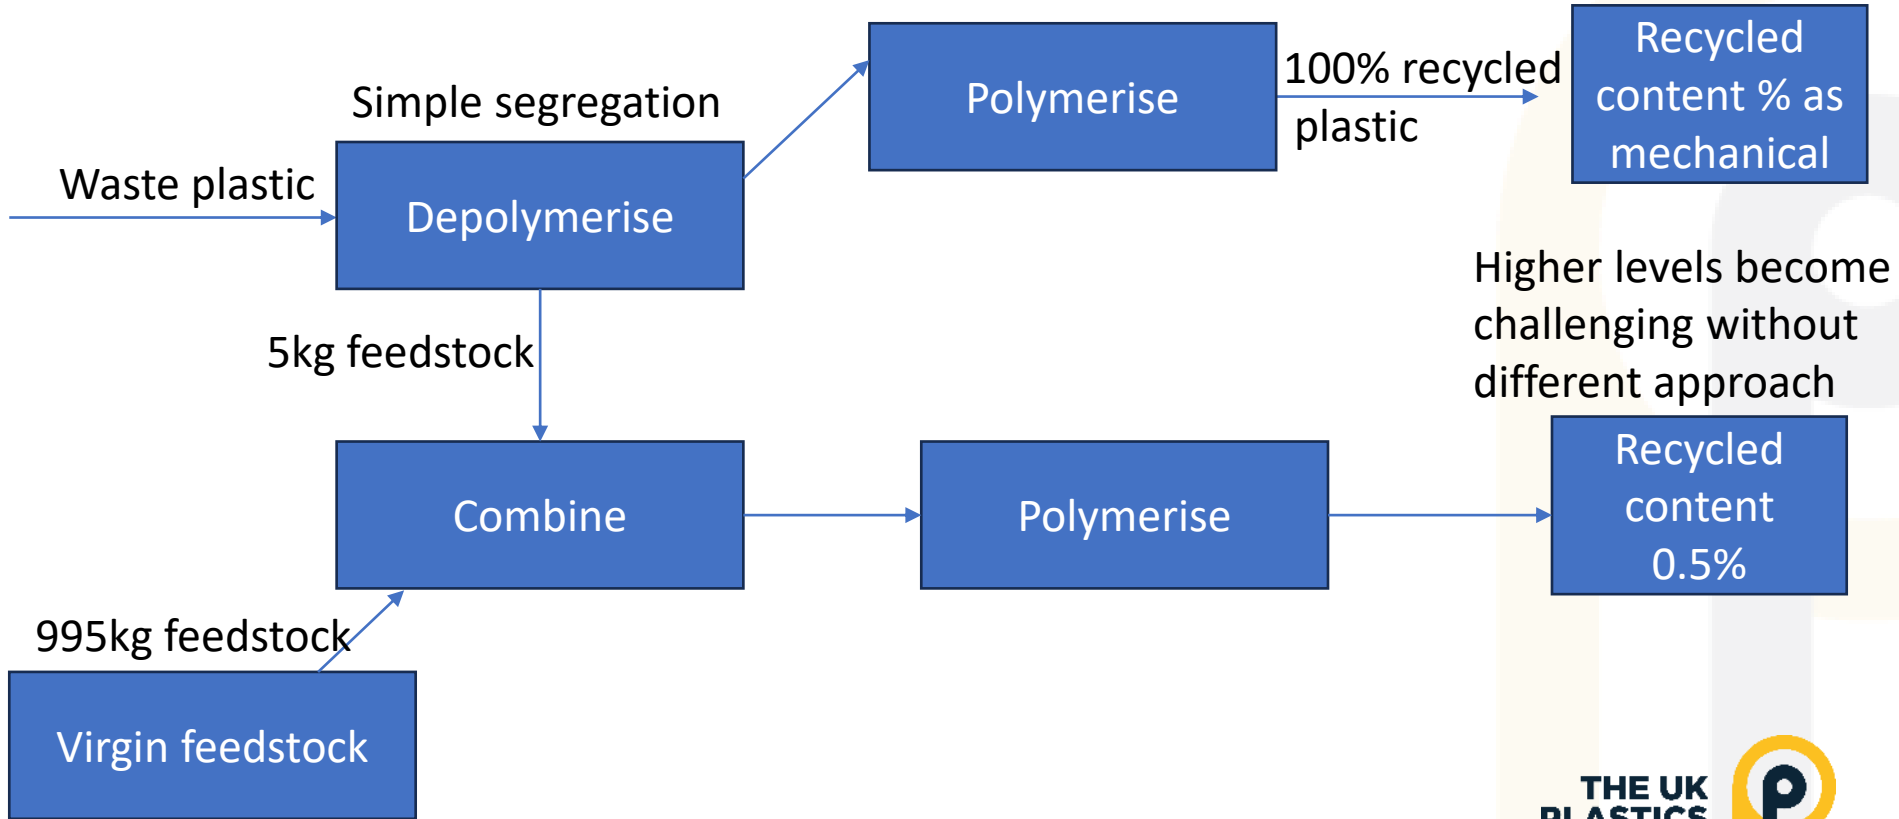 Simple segregation
Waste plastic
Depolymerise
Polymerise
100% recycled
plastic
Recycled
content % as
mechanical
5kg feedstock
Higher levels become
challenging without
different approach
Combine
Polymerise
Recycled
content
0.5%
995kg feedstock
Virgin feedstock
THE UK
PLASTICS